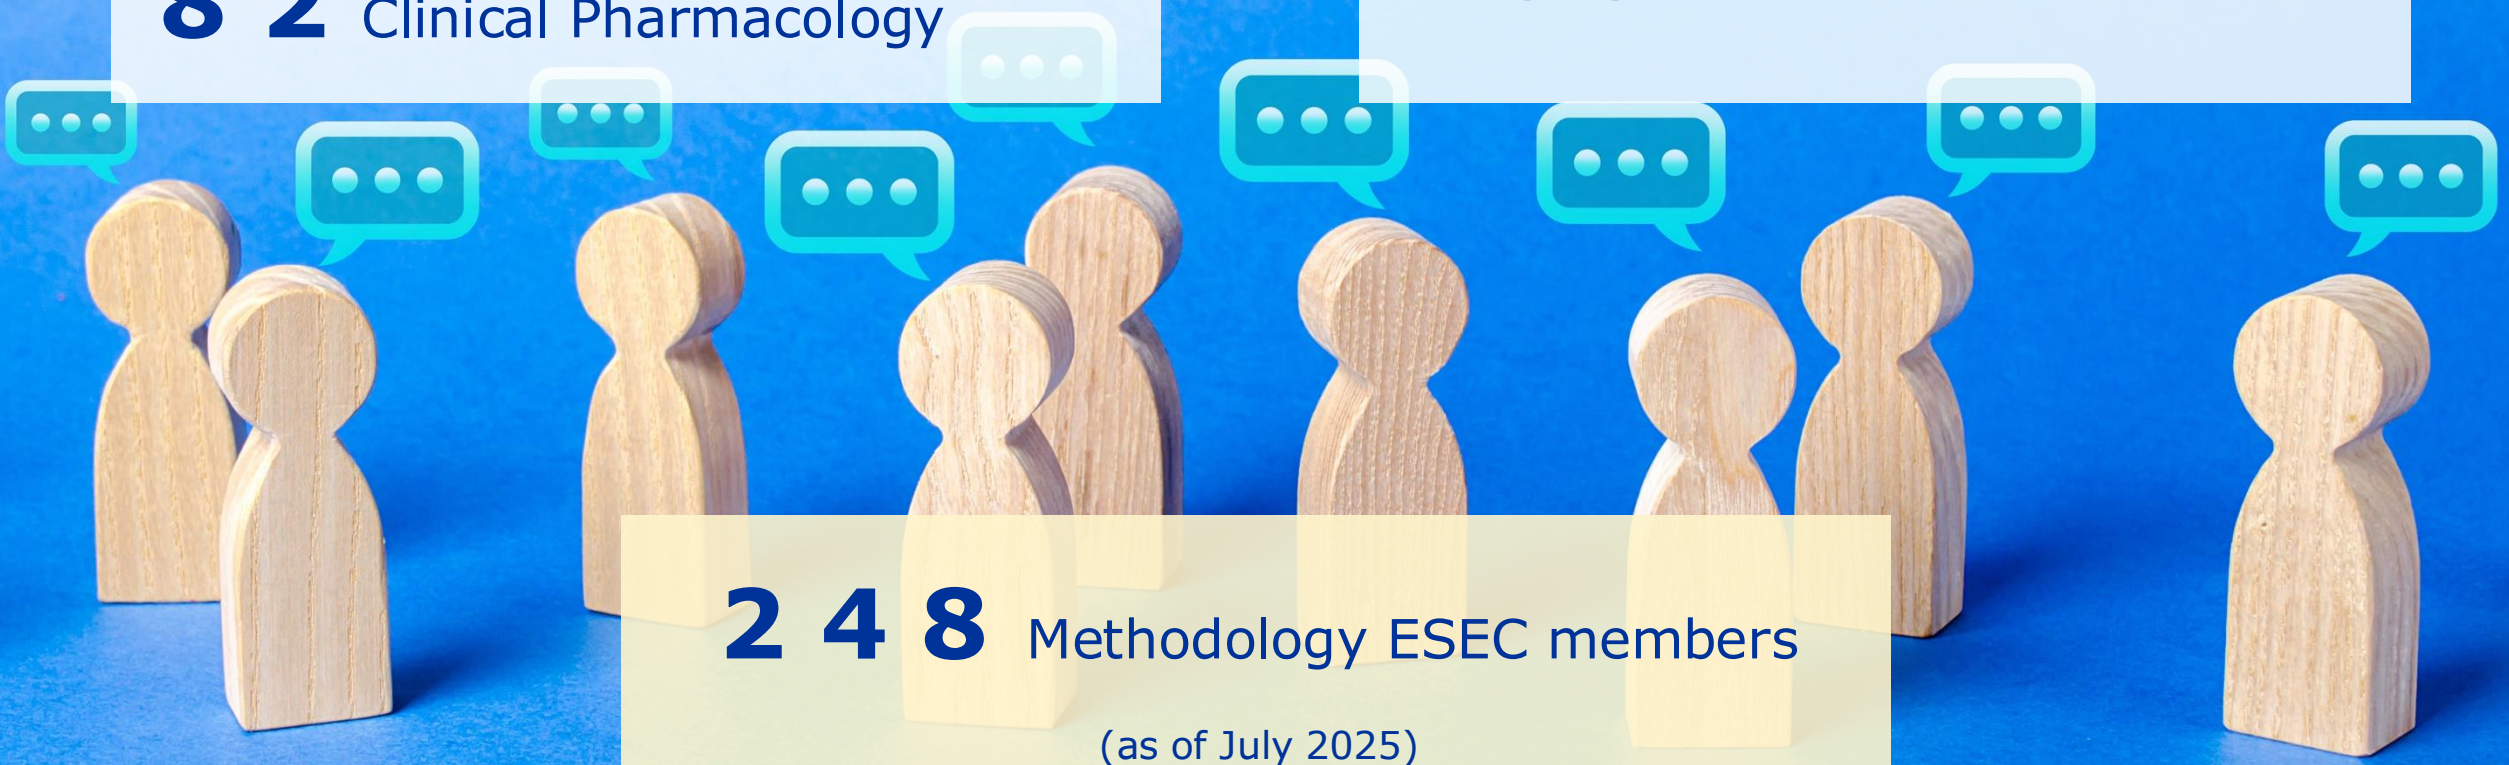 8 2 Clinical Pharmacology
2 4 8 Methodology ESEC members
(as of July 2025)